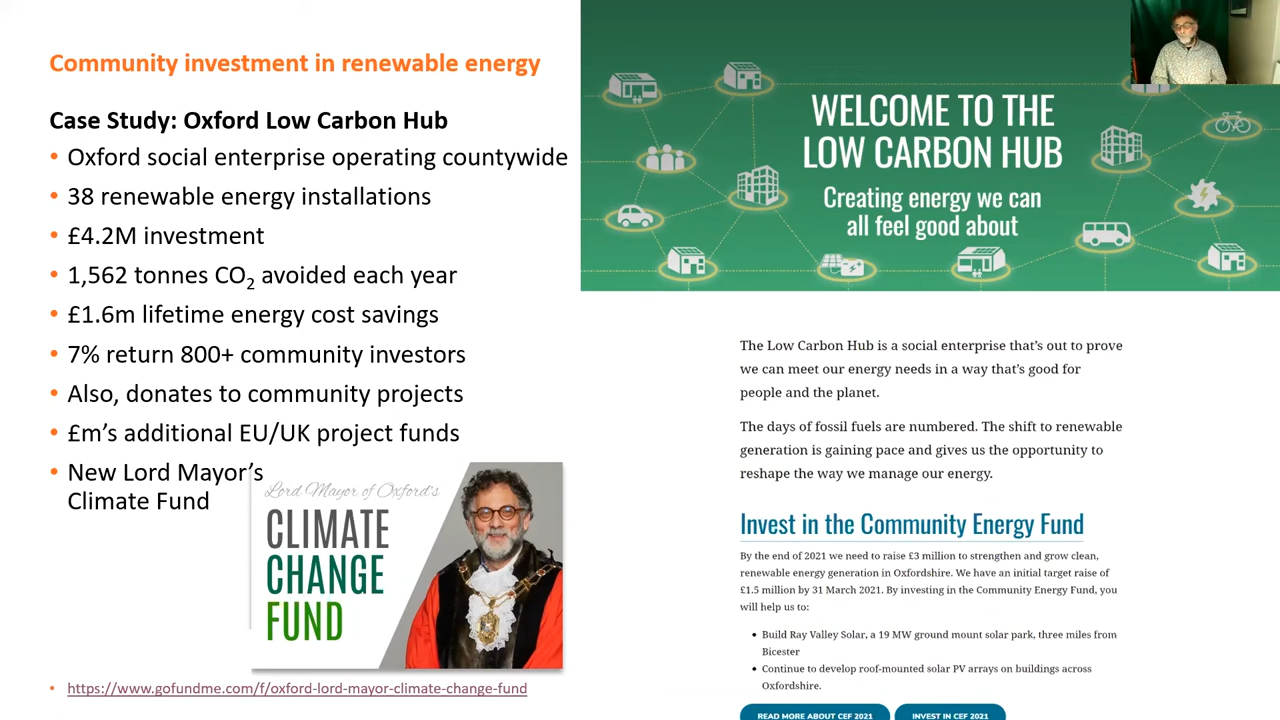 Community investment in renewable energy
Case Study: Oxford Low Carbon Hub
• Oxford social enterprise operating countywide
• 38 renewable energy installations
• £4.2M investment
• 1,562 tonnes CO₂ avoided each year
• £1.6m lifetime energy cost savings
• 7% return 800+ community investors
• Also, donates to community projects
• £m’s additional EU/UK project funds
• New Lord Mayor’s
Climate Fund
Lord Mayor of Oxford's
CLIMATE
CHANGE
FUND
• https://www.gofundme.com/f/oxford-lord-mayor-climate-change-fund
WELCOME TO THE
LOW CARBON HUB
Creating energy we can
all feel good about
The Low Carbon Hub is a social enterprise that’s out to prove
we can meet our energy needs in a way that’s good for
people and the planet.
The days of fossil fuels are numbered. The shift to renewable
generation is gaining pace and gives us the opportunity to
reshape the way we manage our energy.
Invest in the Community Energy Fund
By the end of 2021 we need to raise £3 million to strengthen and grow clean,
renewable energy generation in Oxfordshire. We have an initial target raise of
£1.5 million by 31 March 2021. By investing in the Community Energy Fund, you
will help us to:
• Build Ray Valley Solar, a 19 MW ground mount solar park, three miles from
Bicester
• Continue to develop roof-mounted solar PV arrays on buildings across
Oxfordshire.
READ MORE ABOUT CEF 2021
INVEST IN CEF 2021